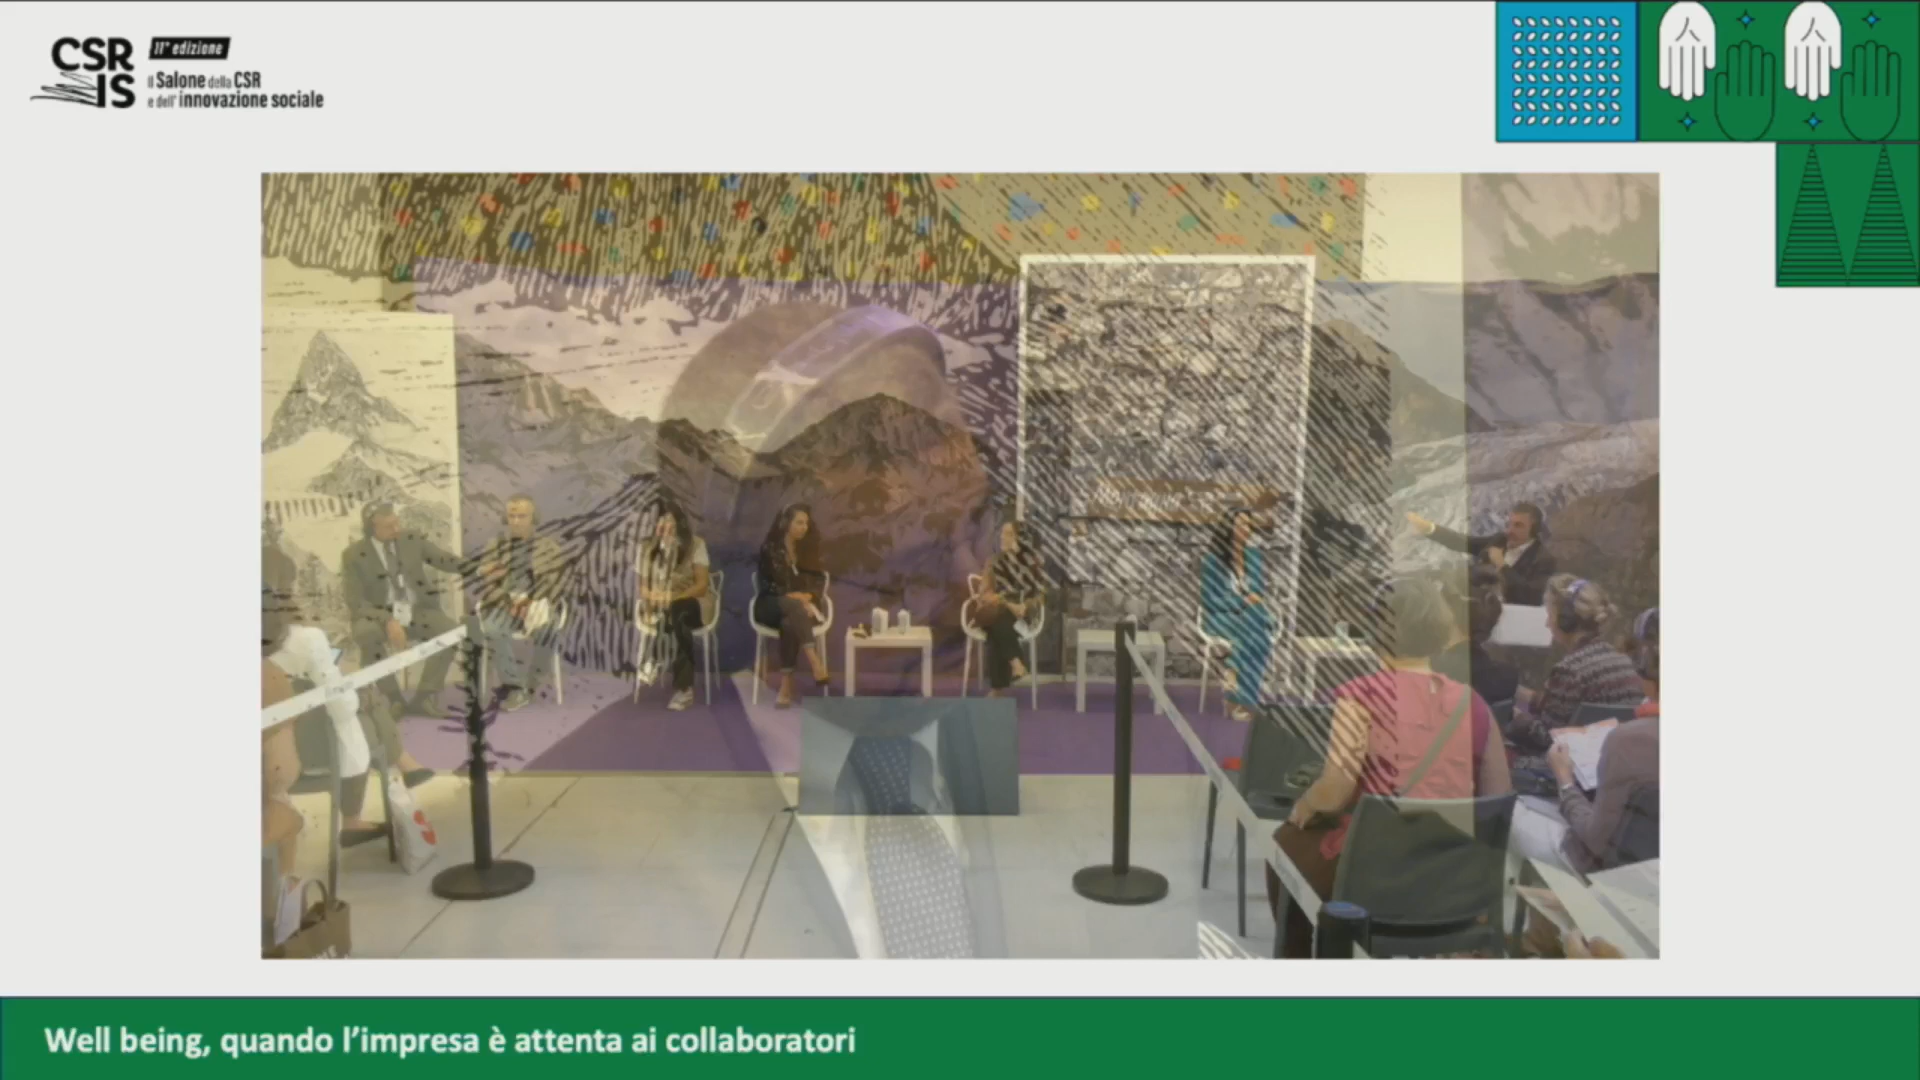 CSR
IS
11ª edizione
il Salone della CSR
e dell'innovazione sociale
Well being, quando l'impresa è attenta ai collaboratori